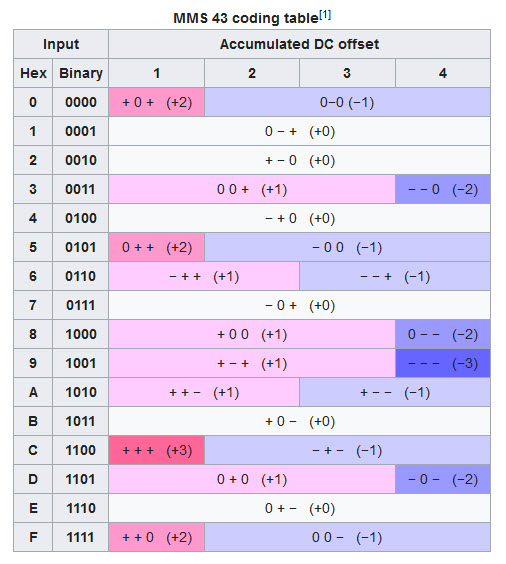 MMS 43 coding table[1]
Input Accumulated DC offset
Hex Binary 1 2 3 4
0 0000 + 0 + (+2) 0−0 (−1)
1 0001 0 − + (+0)
2 0010 + − 0 (+0)
3 0011 0 0 + (+1) − − 0 (−2)
4 0100 − + 0 (+0)
5 0101 0 + + (+2) − 0 0 (−1)
6 0110 − + + (+1) − − + (−1)
7 0111 − 0 + (+0)
8 1000 + 0 0 (+1) 0 − − (−2)
9 1001 + − + (+1) − − − (−3)
A 1010 + + − (+1) + − − (−1)
B 1011 + 0 − (+0)
C 1100 + + + (+3) − + − (−1)
D 1101 0 + 0 (+1) − 0 − (−2)
E 1110 0 + − (+0)
F 1111 + + 0 (+2) 0 0 − (−1)